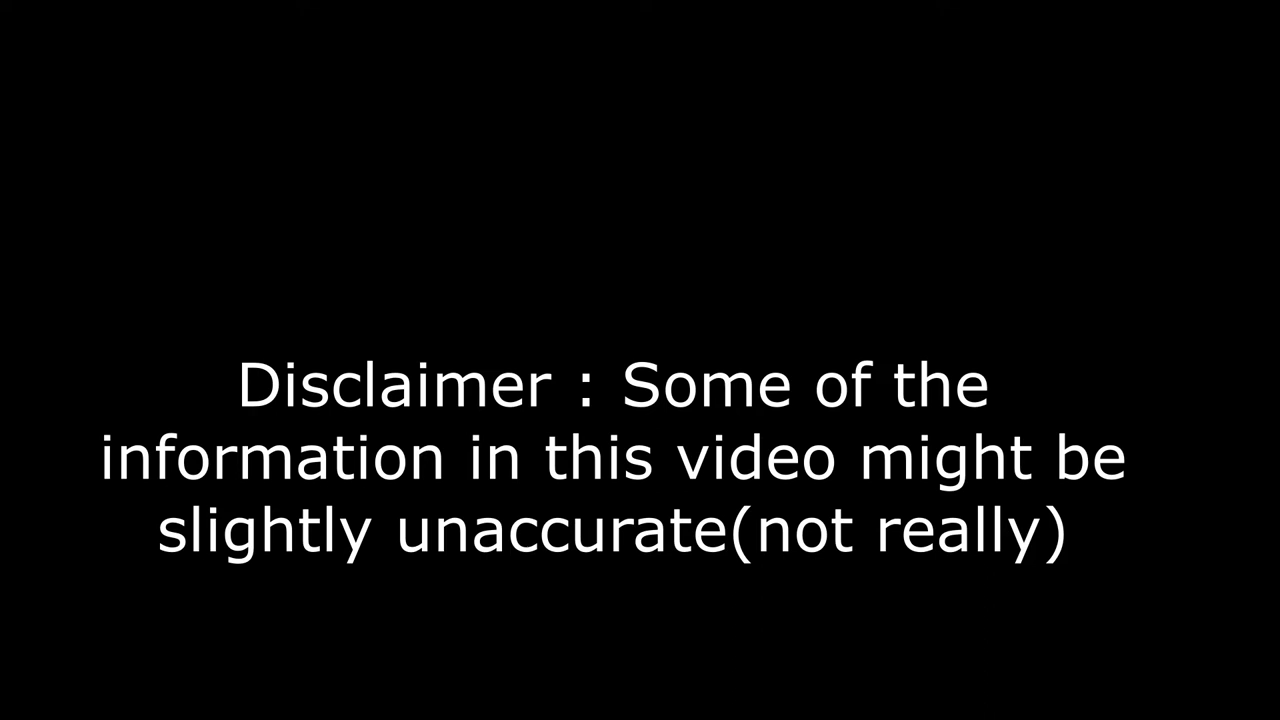 Disclaimer : Some of the
information in this video might be
slightly unaccurate(not really)